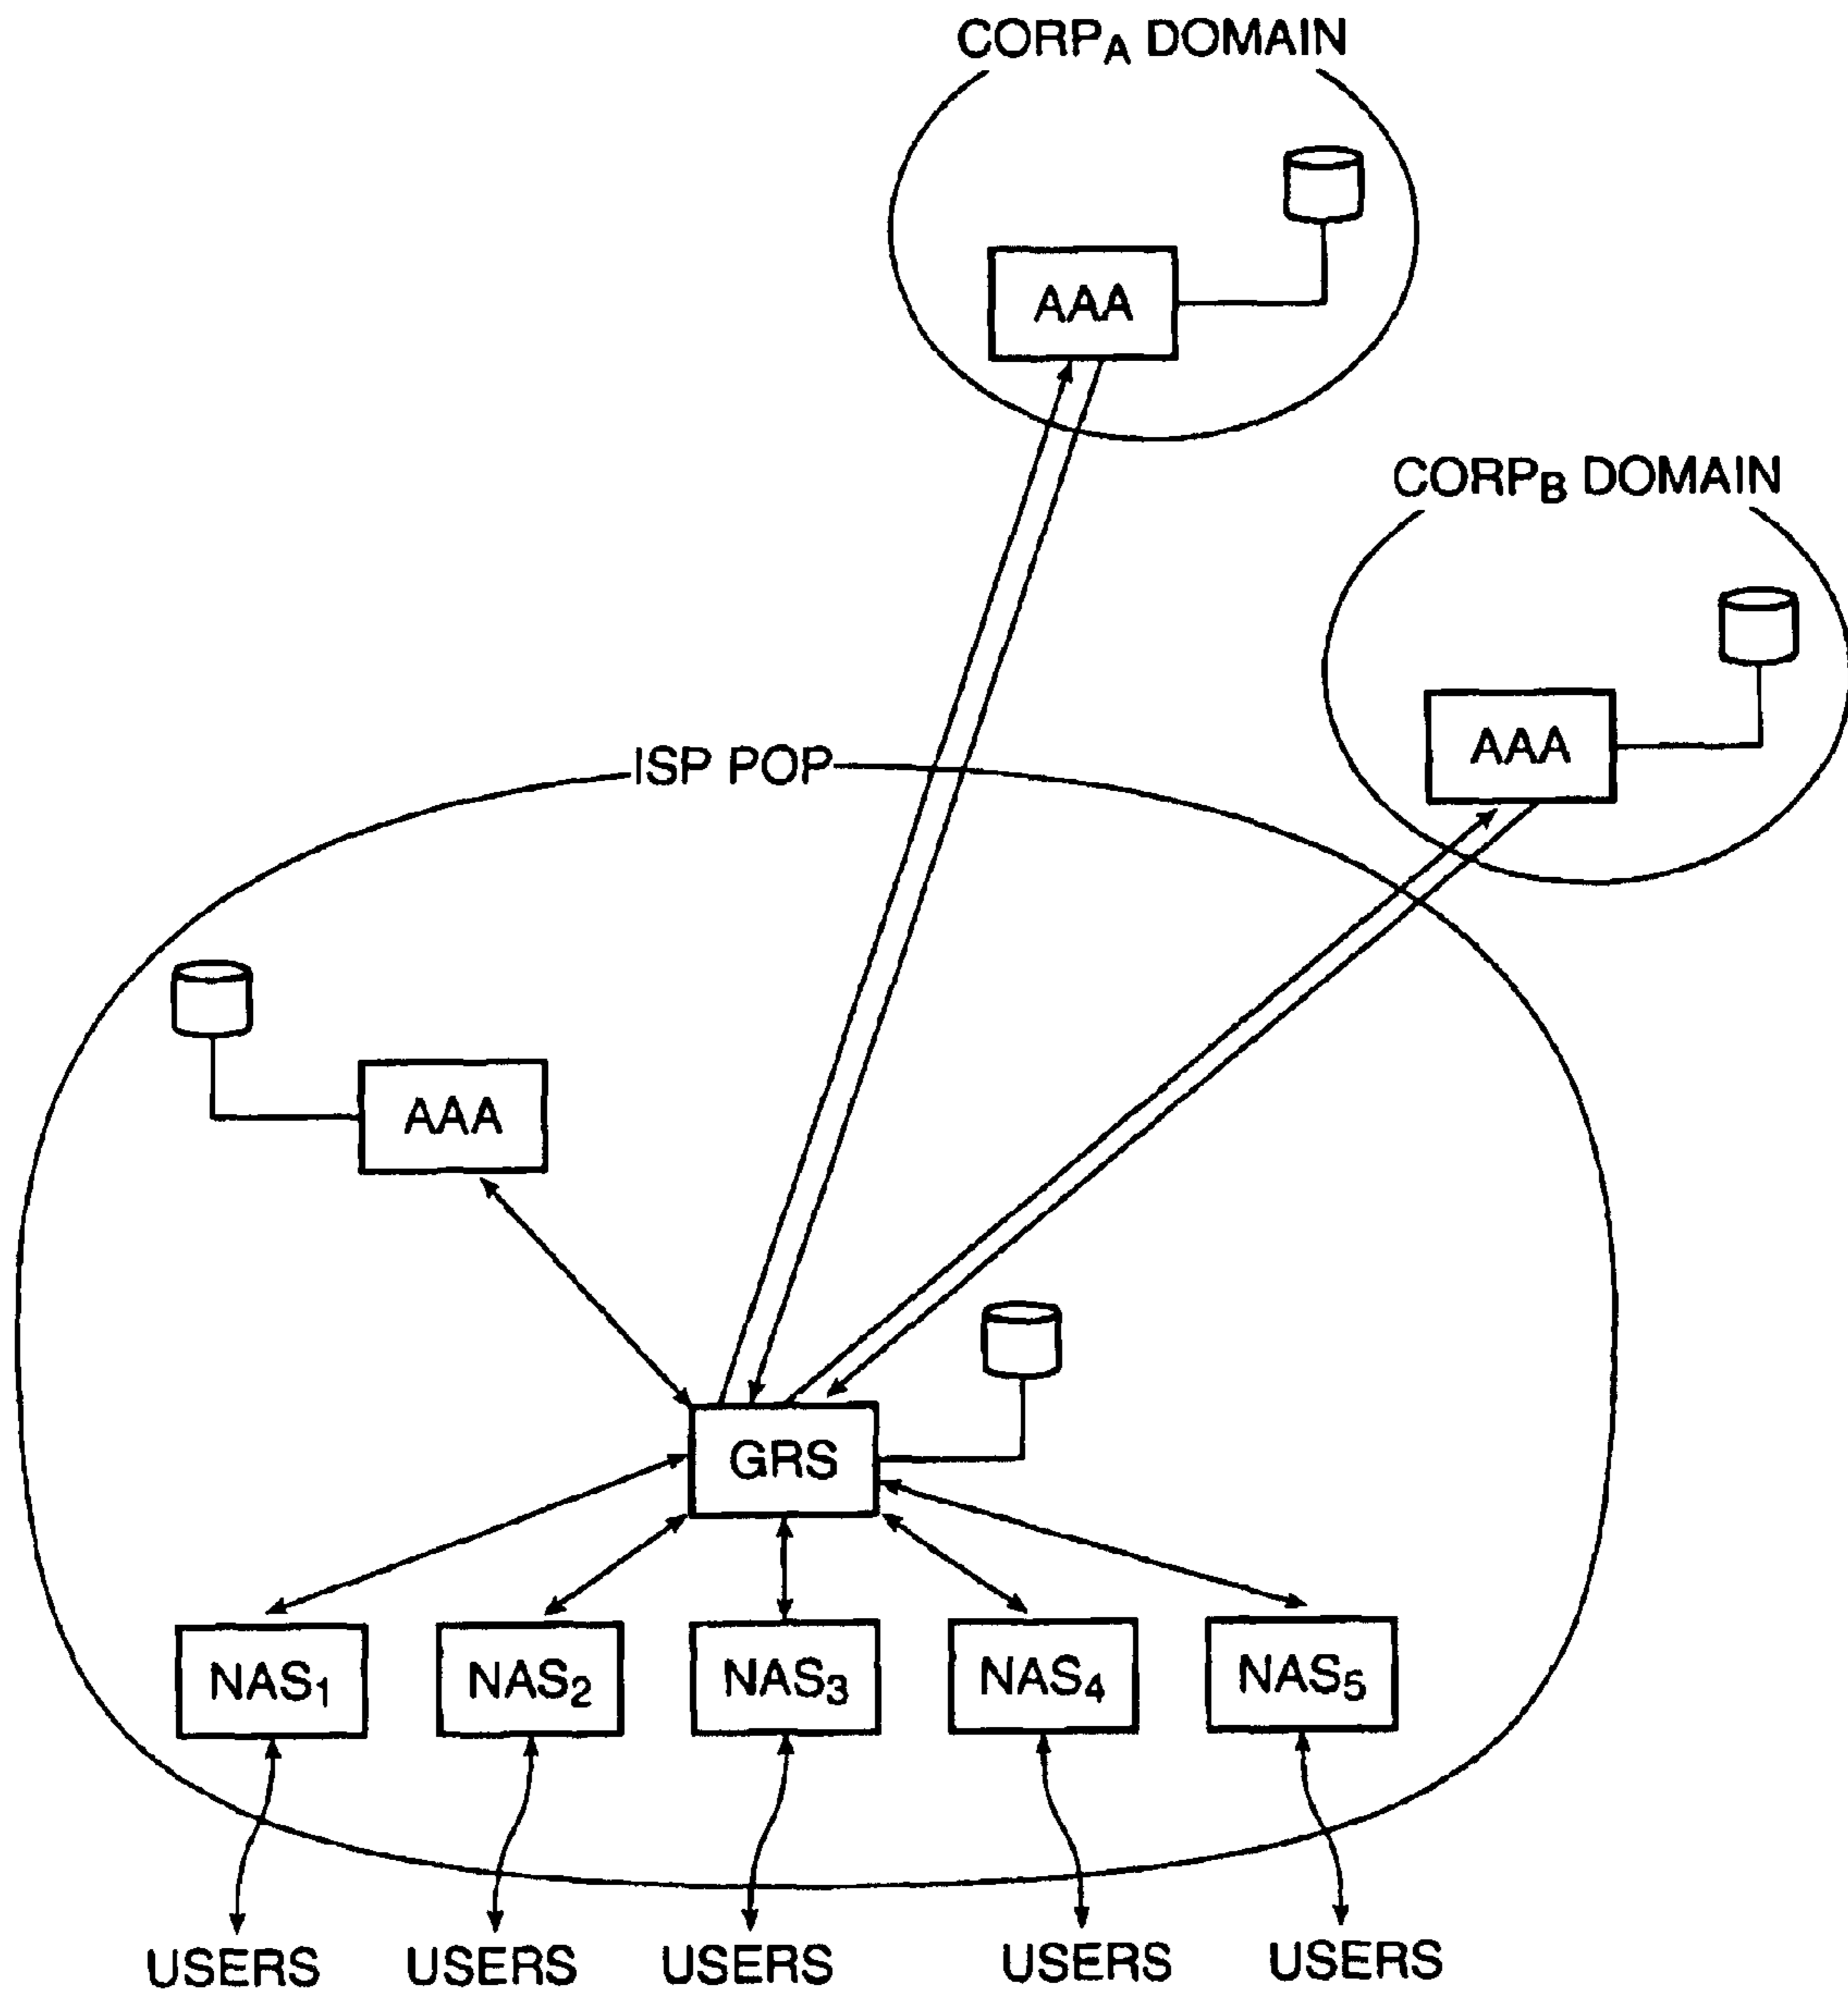 CORPA DOMAIN
AAA
CORPB DOMAIN
AAA
ISP POP
AAA
GRS
NAS1 NAS2 NAS3 NAS4 NAS5
USERS USERS USERS USERS USERS